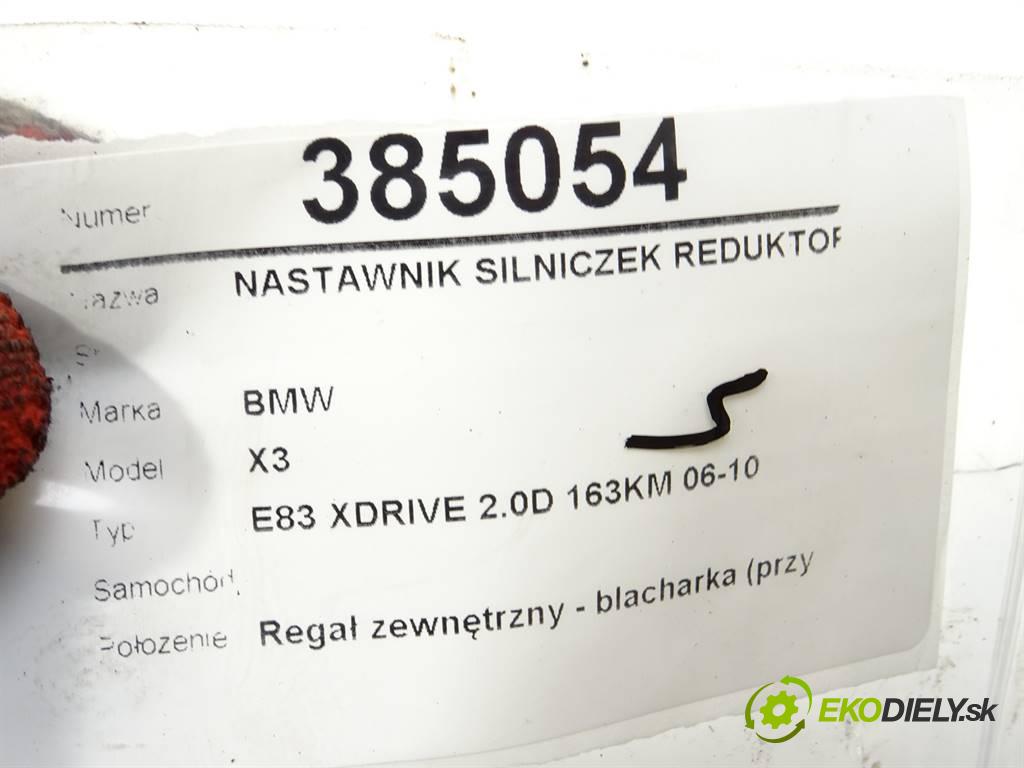 Numer 385054
Nazwa NASTAWNIK SILNICZEK REDUKTOR
Marka BMW
Model X3
Typ E83 XDRIVE 2.0D 163KM 06-10
Samochód
Położenie Regał zewnętrzny - blacharka (przy
EKODIELY.sk